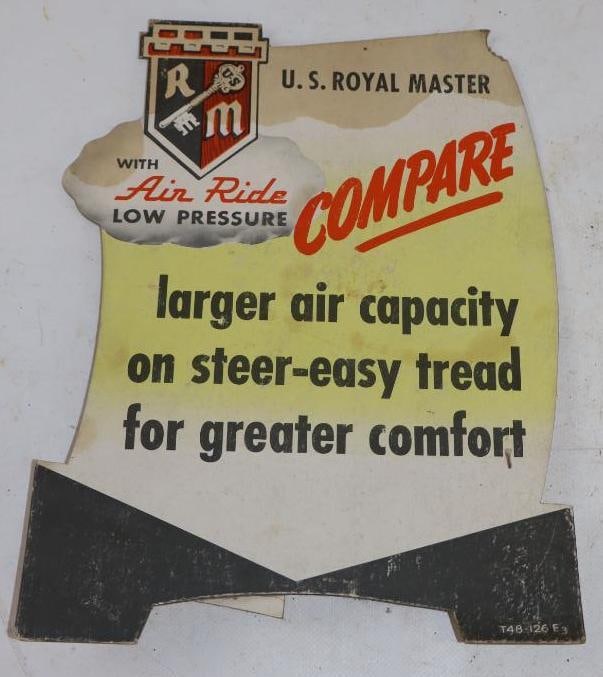 R
U.S
M
U.S. ROYAL MASTER
WITH
Air Ride
LOW PRESSURE
COMPARE
larger air capacity
on steer-easy tread
for greater comfort
T48-126 E3